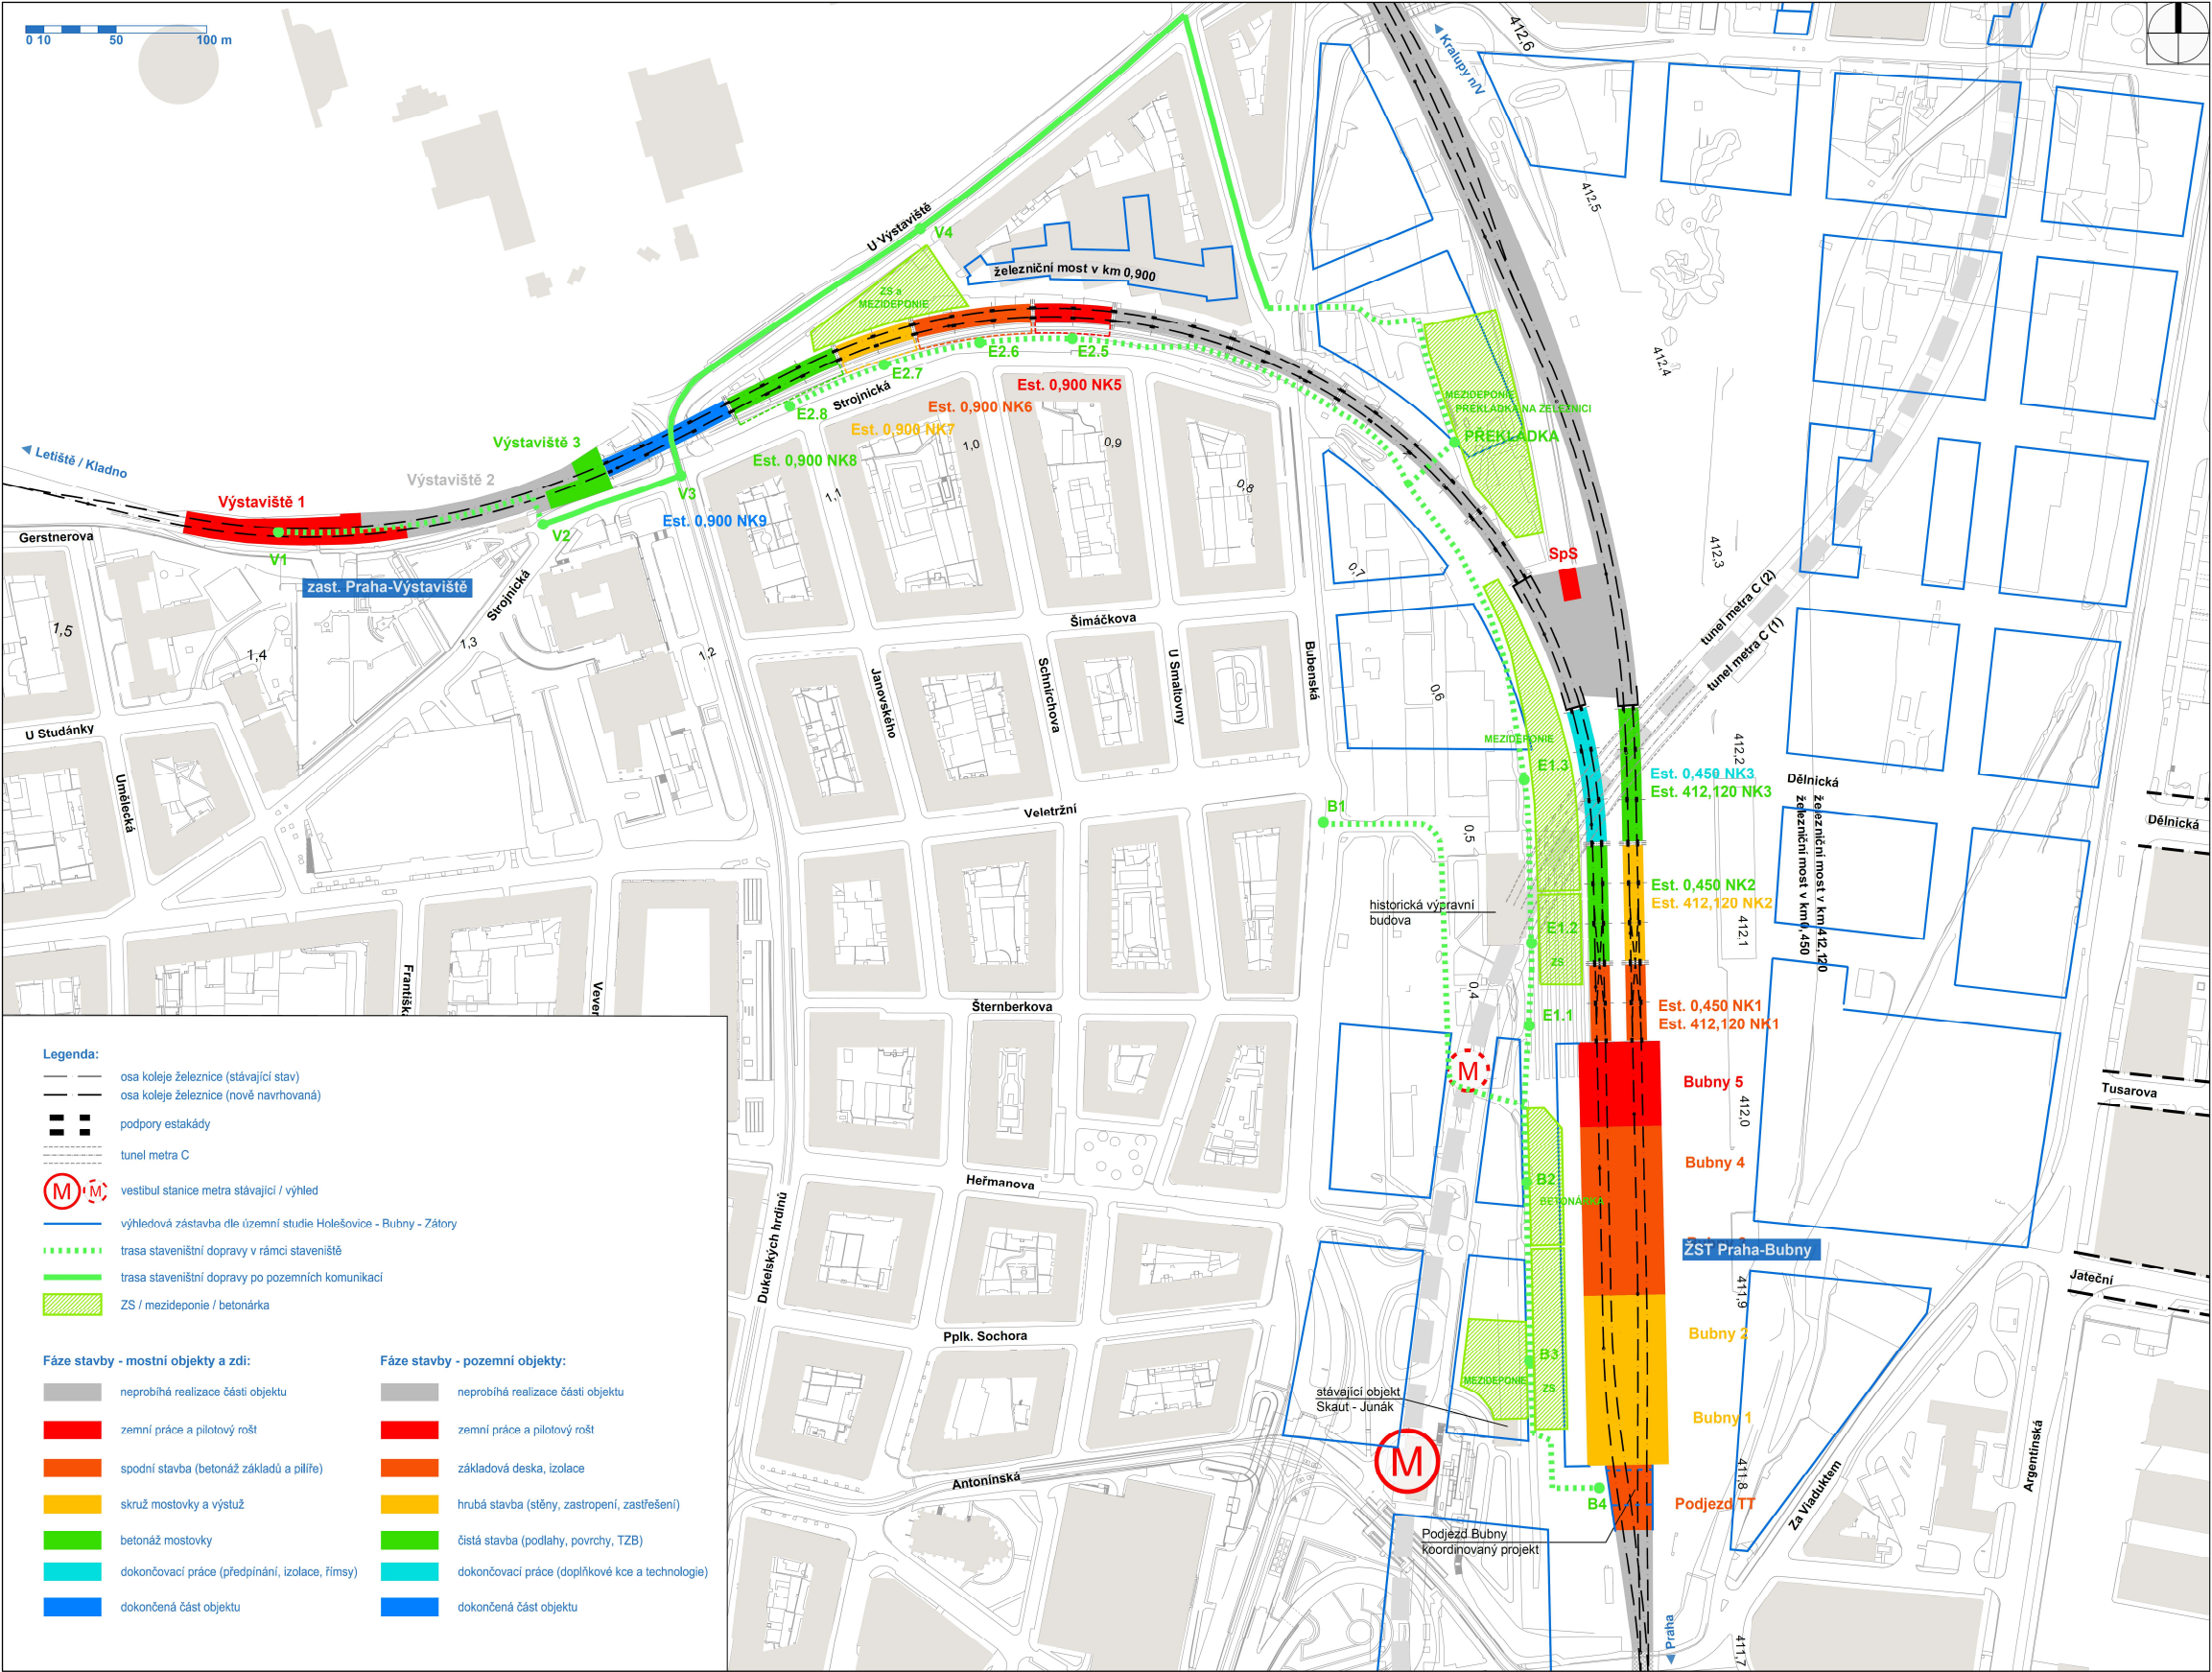 0 10 50 100 m
412,6
Kralupy n/V
412,5
U Výstaviště
V4
železniční most v km 0,900
ZS a
MEZIDEPONIE
E2.6
E2.5
E2.7
E2.8
Strojnická
Est. 0,900 NK5
Est. 0,900 NK6
Est. 0,900 NK7
Est. 0,900 NK8
Est. 0,900 NK9
1,0
0,9
0,8
1,1
412,4
MEZIDEPONIE
PŘEKLÁDKA NA ŽELEZNICI
PŘEKLÁDKA
Letiště / Kladno
Výstaviště 3
Výstaviště 2
Výstaviště 1
V3
V2
V1
Gerstnerova
zast. Praha-Výstaviště
Strojnická
1,5
1,4
1,3
1,2
0,7
SpS
412,3
tunel metra C (2)
tunel metra C (1)
Šimáčkova
U Studánky
Umělecká
Janovského
Schnirchova
U Smaltovny
Bubenská
0,6
MEZIDEPONIE
E1.3
412,2
Est. 0,450 NK3
Est. 412,120 NK3
Dělnická
železniční most v km 412,120
železniční most v km 0,450
Dělnická
Veletržní
B1
0,5
Est. 0,450 NK2
Est. 412,120 NK2
historická výpravní
budova
E1.2
ZS
412,1
0,4
Šternberkova
E1.1
Est. 0,450 NK1
Est. 412,120 NK1
M
Bubny 5
412,0
Tusarova
Bubny 4
Heřmanova
B2
BETONÁRKA
ŽST Praha-Bubny
Dukelských hrdinů
Jateční
411,9
Pplk. Sochora
Bubny 2
B3
MEZIDEPONIE
ZS
stávající objekt
Skaut - Junák
Bubny 1
Argentinská
M
Antonínská
411,8
B4
Podjezd TT
Za Viaduktem
Podjezd Bubny
koordinovaný projekt
Praha
411,7
Františk
Vever
Legenda:
osa koleje železnice (stávající stav)
osa koleje železnice (nově navrhovaná)
podpory estakády
tunel metra C
M M vestibul stanice metra stávající / výhled
výhledová zástavba dle územní studie Holešovice - Bubny - Zátory
trasa staveništní dopravy v rámci staveniště
trasa staveništní dopravy po pozemních komunikací
ZS / mezideponie / betonárka
Fáze stavby - mostní objekty a zdi:
neprobíhá realizace části objektu
zemní práce a pilotový rošt
spodní stavba (betonáž základů a pilíře)
skruž mostovky a výstuž
betonáž mostovky
dokončovací práce (předpínání, izolace, římsy)
dokončená část objektu
Fáze stavby - pozemní objekty:
neprobíhá realizace části objektu
zemní práce a pilotový rošt
základová deska, izolace
hrubá stavba (stěny, zastropení, zastřešení)
čistá stavba (podlahy, povrchy, TZB)
dokončovací práce (doplňkové kce a technologie)
dokončená část objektu